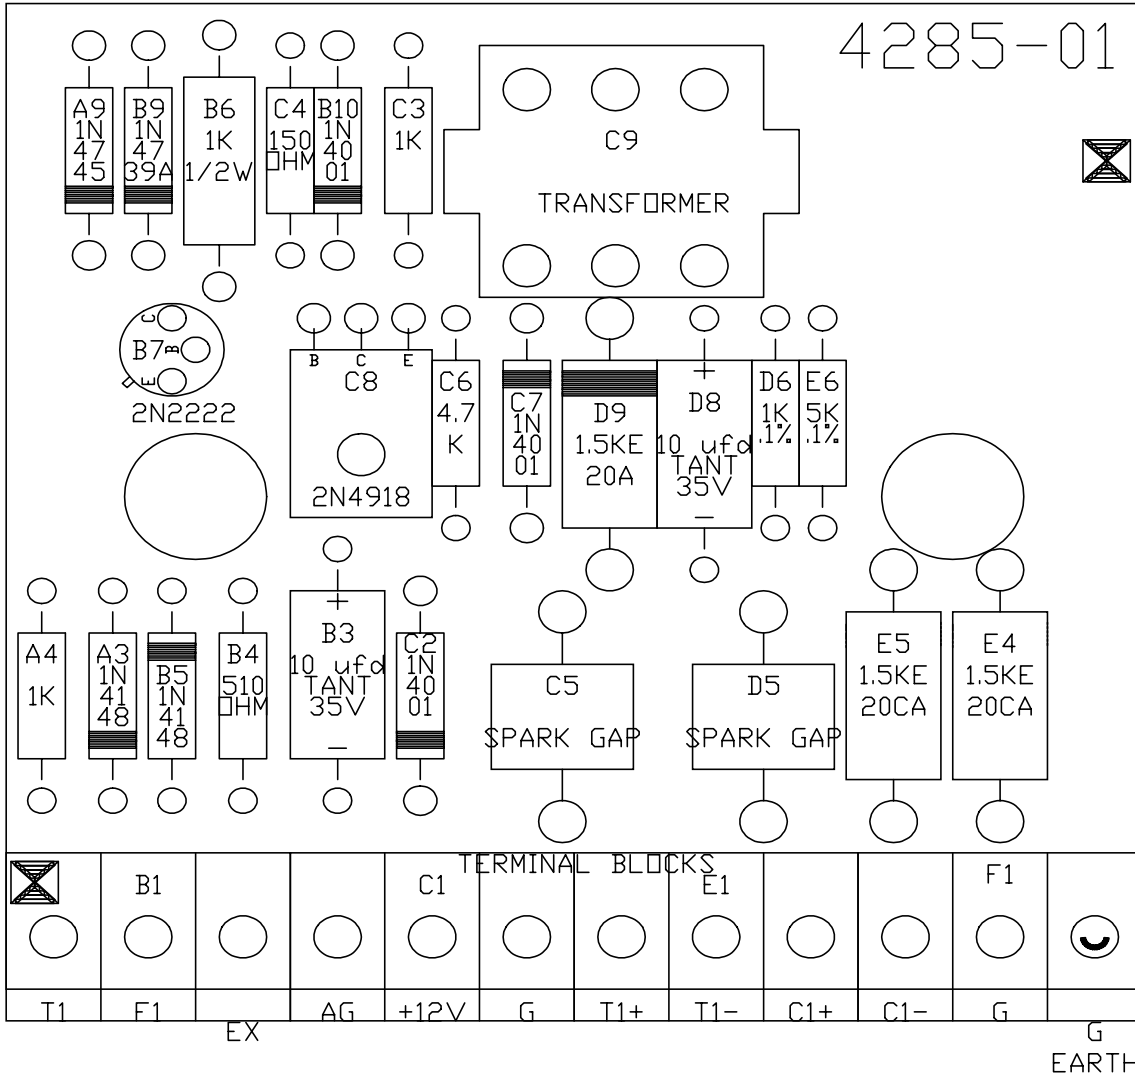 4285-01
A9
1N
47
45
B9
1N
47
39A
B6
1K
1/2W
C4
150
OHM
B10
1N
40
01
C3
1K
C9
TRANSFORMER
C
B7 B
E
2N2222
B C E
C8
2N4918
C6
4.7
K
C7
1N
40
01
D9
1.5KE
20A
+
D8
10 ufd
TANT
35V
−
D6
1K
.1%
E6
5K
.1%
A4
1K
A3
1N
41
48
B5
1N
41
48
B4
510
OHM
+
B3
10 ufd
TANT
35V
−
C2
1N
40
01
C5
SPARK GAP
D5
SPARK GAP
E5
1.5KE
20CA
E4
1.5KE
20CA
TERMINAL BLOCKS
B1 C1 E1 F1
T1 F1 EX AG +12V G T1+ T1- C1+ C1- G G
EARTH